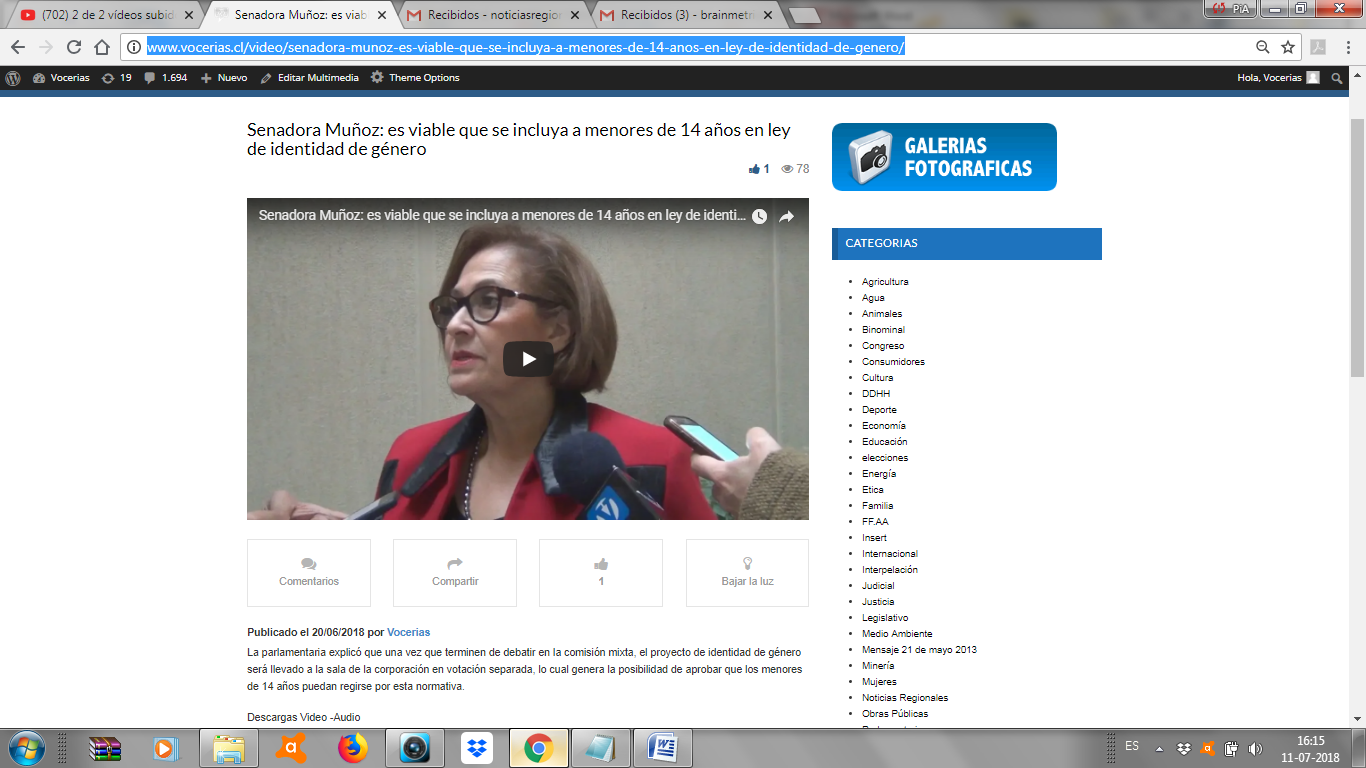 (702) 2 de 2 vídeos subid
Senadora Muñoz: es viab
Recibidos - noticiasregio
Recibidos (3) - brainmetr
PiA
www.vocerias.cl/video/senadora-munoz-es-viable-que-se-incluya-a-menores-de-14-anos-en-ley-de-identidad-de-genero/
Vocerias 19 1.694 Nuevo Editar Multimedia Theme Options Hola, Vocerias
Senadora Muñoz: es viable que se incluya a menores de 14 años en ley
de identidad de género
1 78
Senadora Muñoz: es viable que se incluya a menores de 14 años en ley de identi...
Comentarios
Compartir
1
Bajar la luz
Publicado el 20/06/2018 por Vocerias
La parlamentaria explicó que una vez que terminen de debatir en la comisión mixta, el proyecto de identidad de género
será llevado a la sala de la corporación en votación separada, lo cual genera la posibilidad de aprobar que los menores
de 14 años puedan regirse por esta normativa.
Descargas Video -Audio
GALERIAS
FOTOGRAFICAS
CATEGORIAS
Agricultura
Agua
Animales
Binominal
Congreso
Consumidores
Cultura
DDHH
Deporte
Economía
Educación
elecciones
Energía
Etica
Familia
FF.AA
Insert
Internacional
Interpelación
Judicial
Justicia
Legislativo
Medio Ambiente
Mensaje 21 de mayo 2013
Minería
Mujeres
Noticias Regionales
Obras Públicas
ES
16:15
11-07-2018